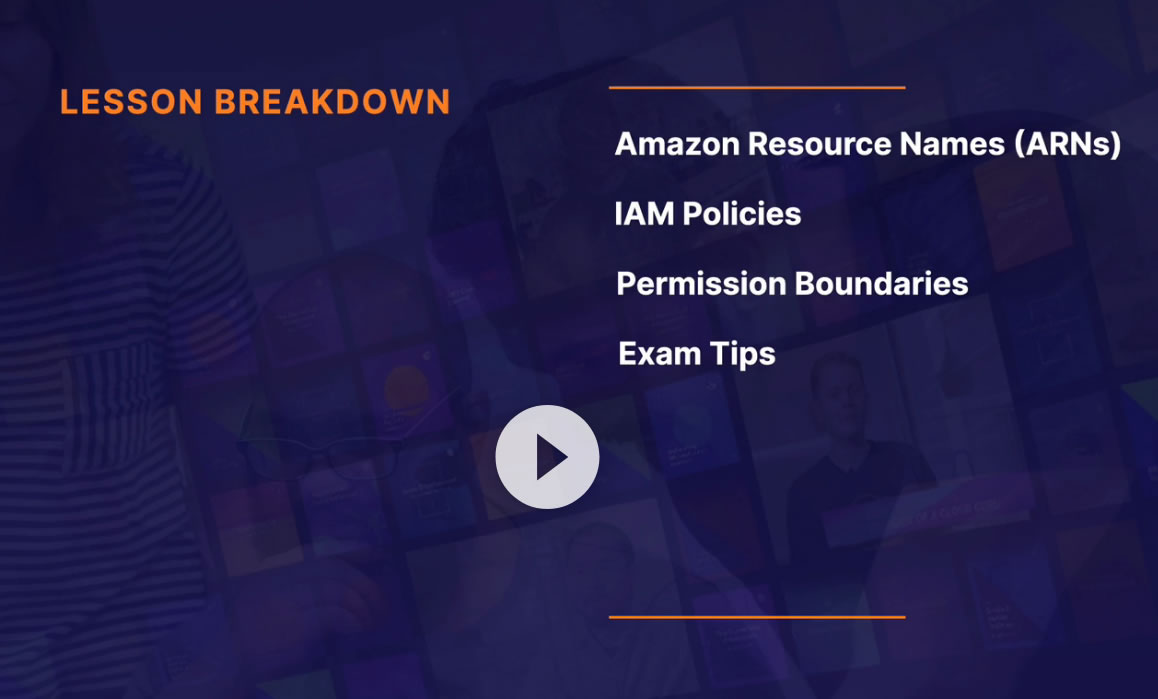 LESSON BREAKDOWN
Amazon Resource Names (ARNs)
IAM Policies
Permission Boundaries
Exam Tips